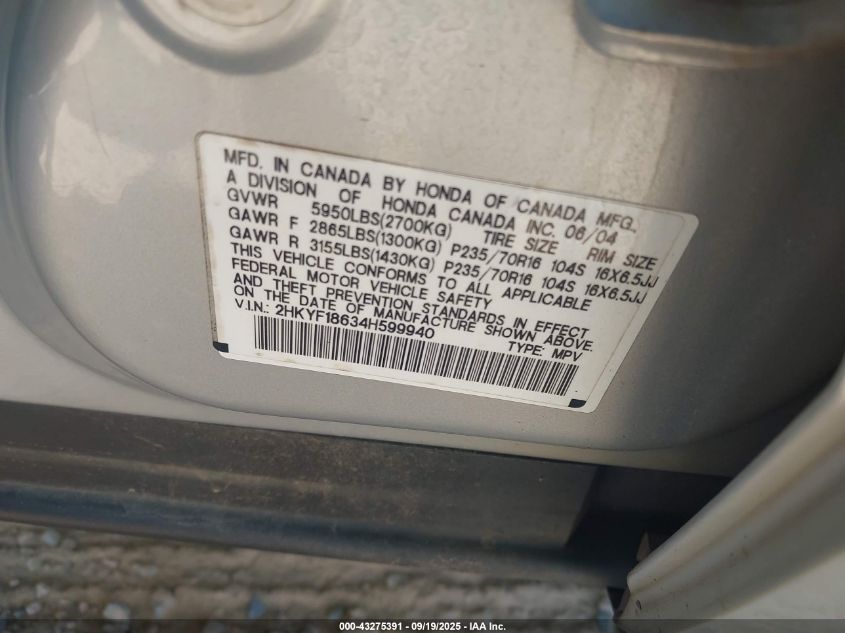 MFD. IN CANADA BY HONDA OF CANADA MFG.,
A DIVISION OF HONDA CANADA INC. 06/04
GVWR 5950LBS(2700KG) TIRE SIZE RIM SIZE
GAWR F 2865LBS(1300KG) P235/70R16 104S 16X6.5JJ
GAWR R 3155LBS(1430KG) P235/70R16 104S 16X6.5JJ
THIS VEHICLE CONFORMS TO ALL APPLICABLE
FEDERAL MOTOR VEHICLE SAFETY
AND THEFT PREVENTION STANDARDS IN EFFECT
ON THE DATE OF MANUFACTURE SHOWN ABOVE.
V.I.N.: 2HKYF18634H599940 TYPE: MPV
000-43275391 - 09/19/2025 - IAA Inc.